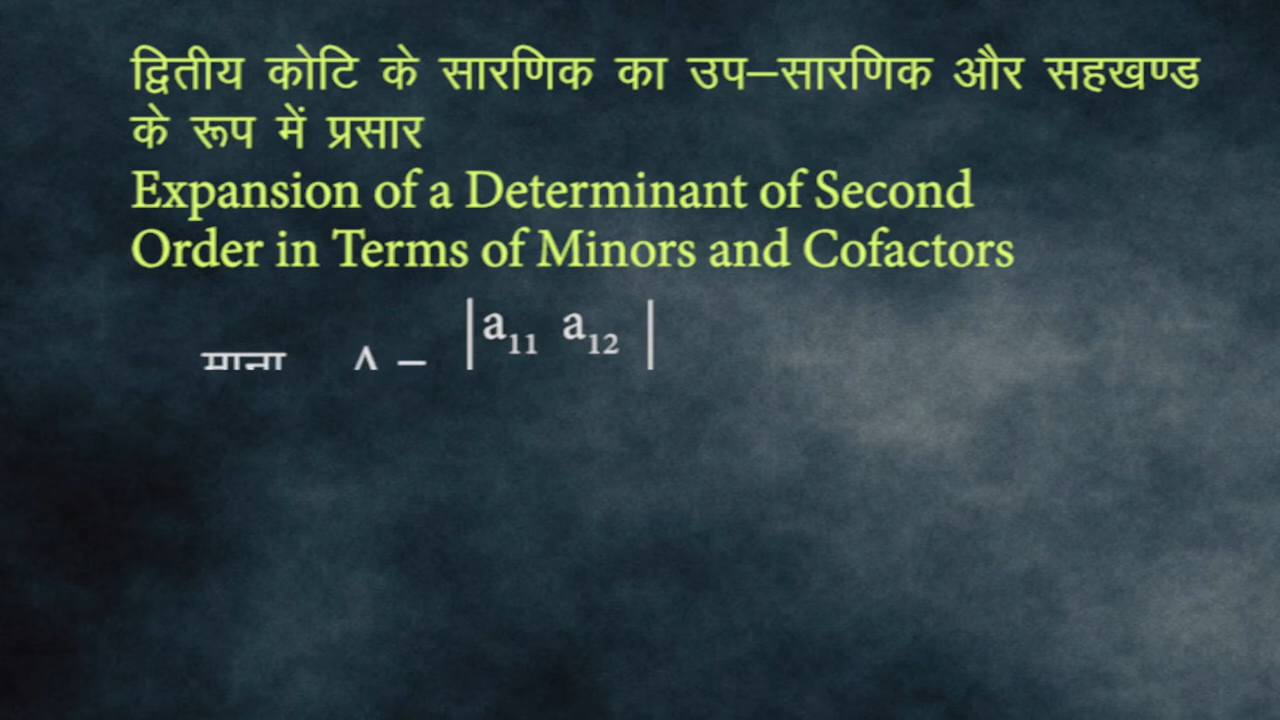 द्वितीय कोटि के सारणिक का उप–सारणिक और सहखण्ड
के रूप में प्रसार
Expansion of a Determinant of Second
Order in Terms of Minors and Cofactors
|a₁₁ a₁₂ |